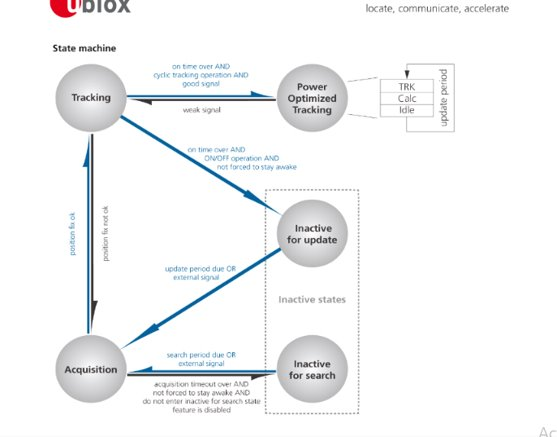 ublox
locate, communicate, accelerate
State machine
on time over AND
cyclic tracking operation AND
good signal
Tracking
weak signal
Power
Optimized
Tracking
TRK
Calc
Idle
update period
on time over AND
ON/OFF operation AND
not forced to stay awake
position fix ok
position fix not ok
Inactive
for update
update period due OR
external signal
Inactive states
search period due OR
external signal
Acquisition
Inactive
for search
acquisition timeout over AND
not forced to stay awake AND
do not enter inactive for search state
feature is disabled